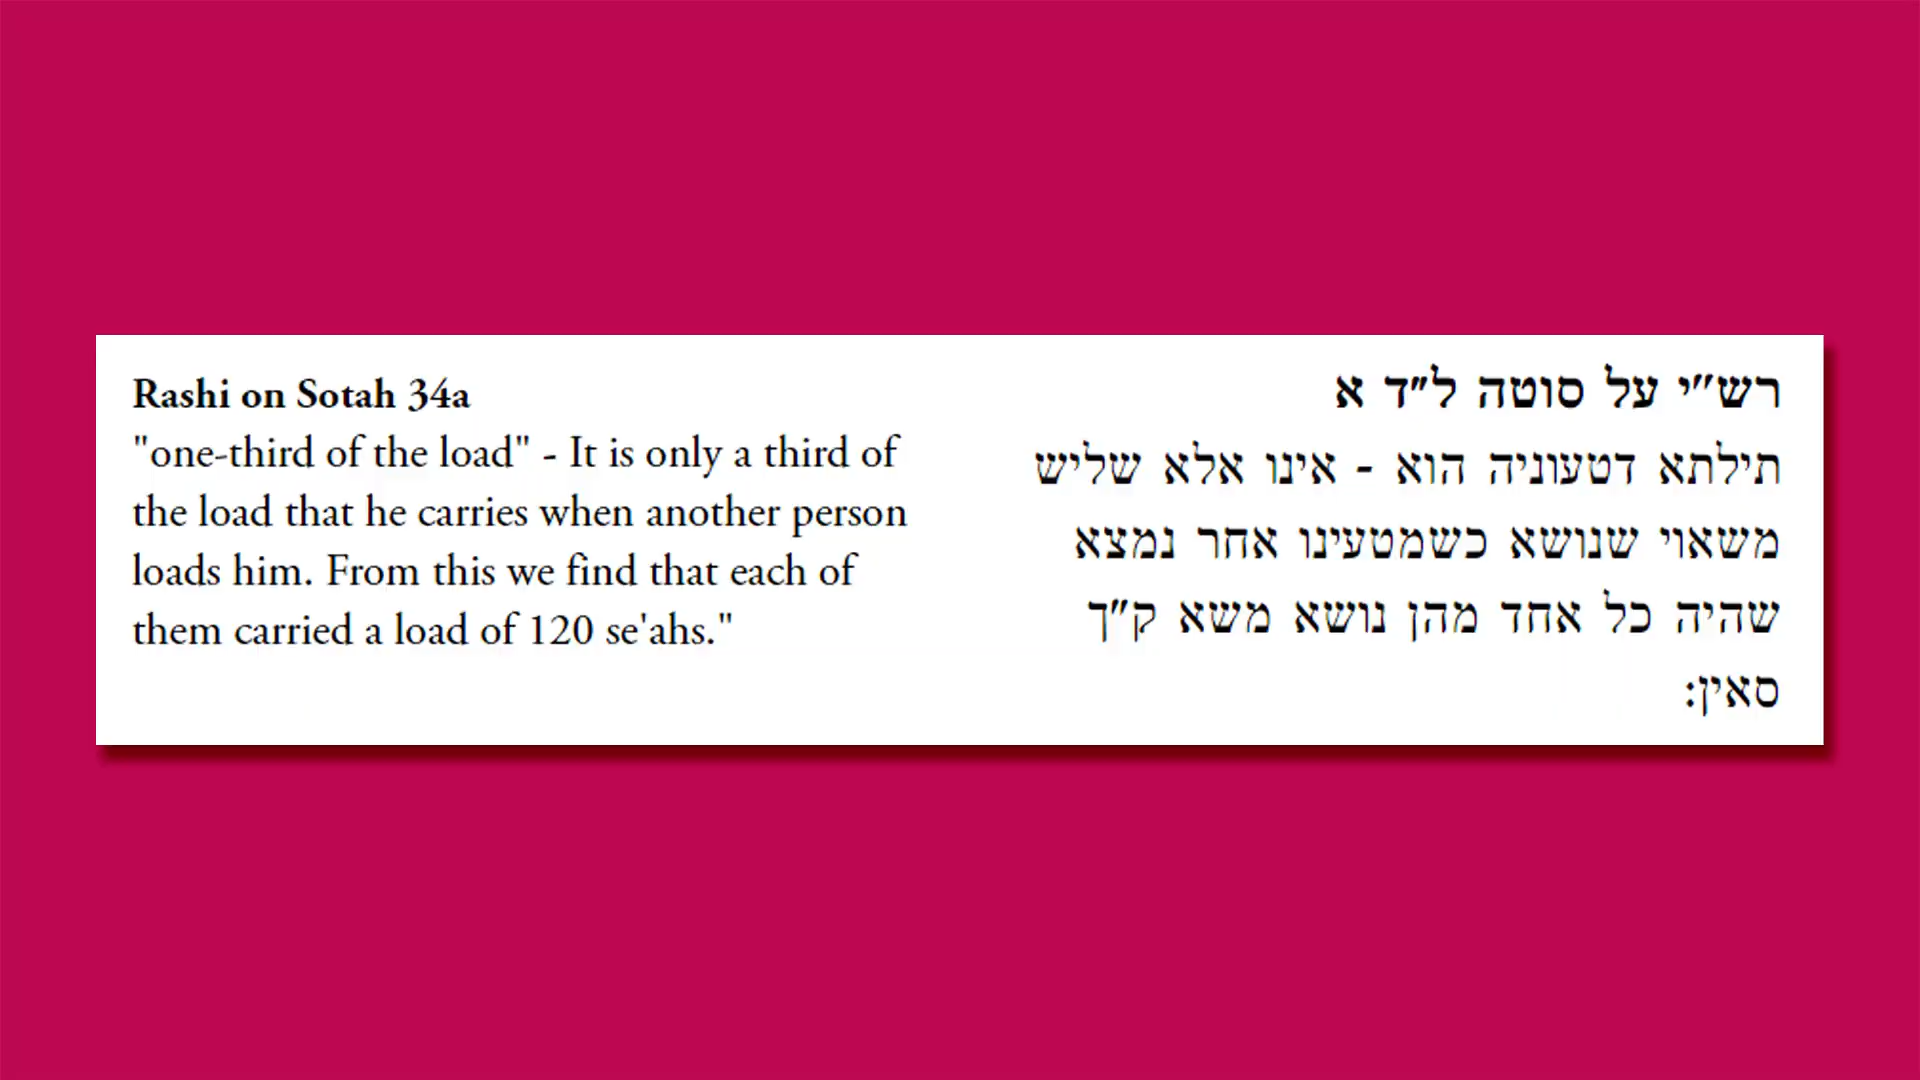 Rashi on Sotah 34a
"one-third of the load" - It is only a third of
the load that he carries when another person
loads him. From this we find that each of
them carried a load of 120 se'ahs."
רש״י על סוטה ל״ד א
תילתא דטעוניה הוא - אינו אלא שליש
משאוי שנושא כשמטעינו אחר נמצא
שהיה כל אחד מהן נושא משא ק״ך
סאין: